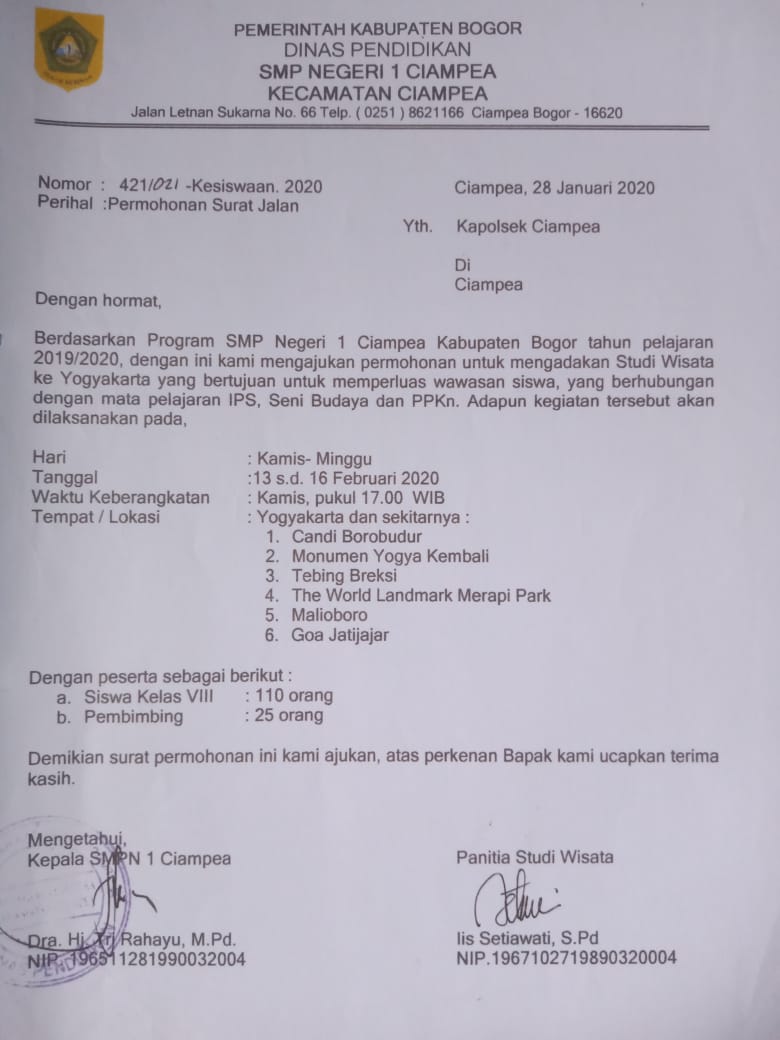 PEMERINTAH KABUPATEN BOGOR
DINAS PENDIDIKAN
SMP NEGERI 1 CIAMPEA
KECAMATAN CIAMPEA
Jalan Letnan Sukarna No. 66 Telp. ( 0251 ) 8621166 Ciampea Bogor - 16620
Nomor : 421/021 -Kesiswaan. 2020
Perihal :Permohonan Surat Jalan
Ciampea, 28 Januari 2020
Yth. Kapolsek Ciampea
Di
Ciampea
Dengan hormat,
Berdasarkan Program SMP Negeri 1 Ciampea Kabupaten Bogor tahun pelajaran
2019/2020, dengan ini kami mengajukan permohonan untuk mengadakan Studi Wisata
ke Yogyakarta yang bertujuan untuk memperluas wawasan siswa, yang berhubungan
dengan mata pelajaran IPS, Seni Budaya dan PPKn. Adapun kegiatan tersebut akan
dilaksanakan pada,
Hari : Kamis- Minggu
Tanggal :13 s.d. 16 Februari 2020
Waktu Keberangkatan : Kamis, pukul 17.00 WIB
Tempat / Lokasi : Yogyakarta dan sekitarnya :
1. Candi Borobudur
2. Monumen Yogya Kembali
3. Tebing Breksi
4. The World Landmark Merapi Park
5. Malioboro
6. Goa Jatijajar
Dengan peserta sebagai berikut :
a. Siswa Kelas VIII : 110 orang
b. Pembimbing : 25 orang
Demikian surat permohonan ini kami ajukan, atas perkenan Bapak kami ucapkan terima
kasih.
Mengetahui,
Kepala SMPN 1 Ciampea
Dra. Hj. Tri Rahayu, M.Pd.
NIP. 196511281990032004
Panitia Studi Wisata
Iis Setiawati, S.Pd
NIP.1967102719890320004